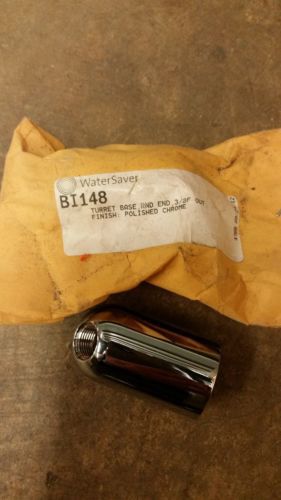 WaterSaver
BI148
TURRET BASE RND END 3/8F OUT
FINISH: POLISHED CHROME